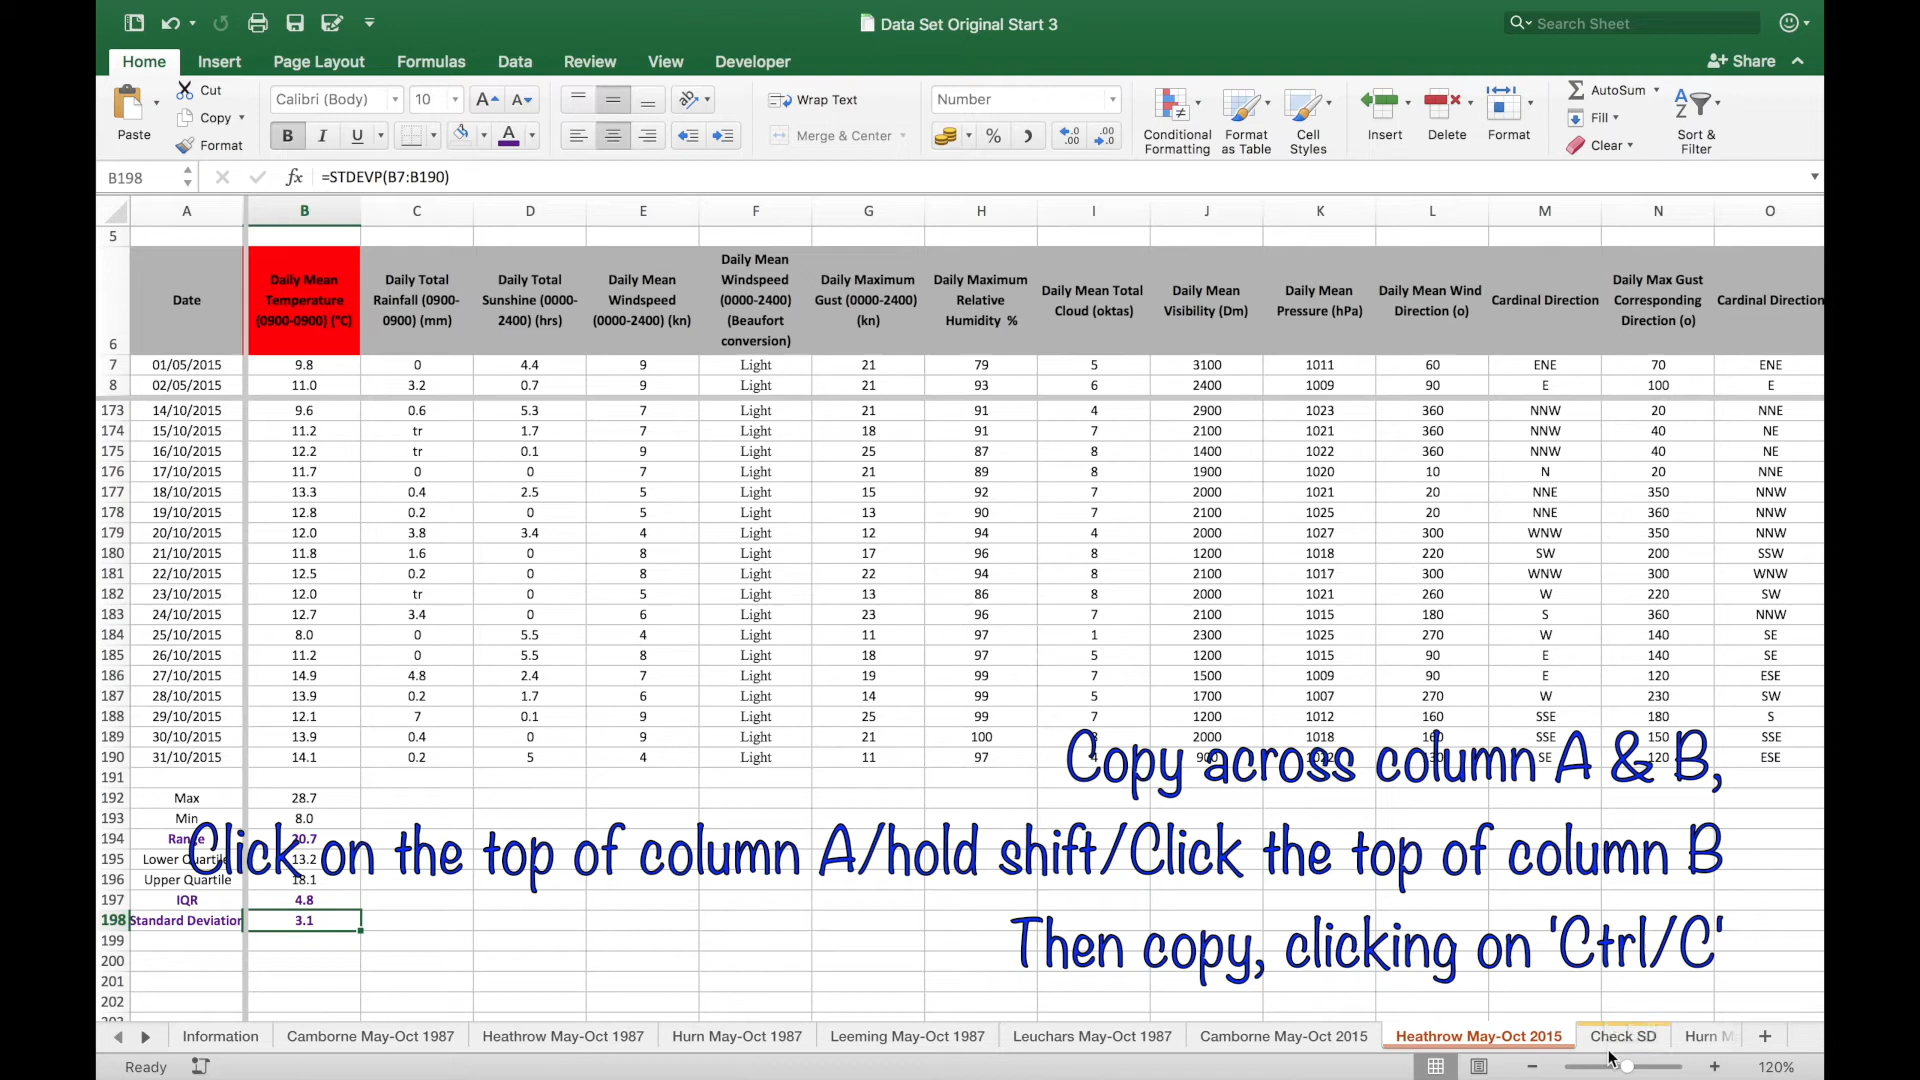 Data Set Original Start 3
Search Sheet
Home Insert Page Layout Formulas Data Review View Developer
Share
Paste
Cut
Copy
Format
Calibri (Body) 10
B I U
Wrap Text
Merge & Center
Number
Conditional Formatting
Format as Table
Cell Styles
Insert Delete Format
AutoSum
Fill
Clear
Sort & Filter
B198 fx =STDEVP(B7:B190)
A B C D E F G H I J K L M N O
5
6 Date Daily Mean Temperature (0900-0900) (°C) Daily Total Rainfall (0900-0900) (mm) Daily Total Sunshine (0000-2400) (hrs) Daily Mean Windspeed (0000-2400) (kn) Daily Mean Windspeed (0000-2400) (Beaufort conversion) Daily Maximum Gust (0000-2400) (kn) Daily Maximum Relative Humidity % Daily Mean Total Cloud (oktas) Daily Mean Visibility (Dm) Daily Mean Pressure (hPa) Daily Mean Wind Direction (o) Cardinal Direction Daily Max Gust Corresponding Direction (o) Cardinal Direction
7 01/05/2015 9.8 0 4.4 9 Light 21 79 5 3100 1011 60 ENE 70 ENE
8 02/05/2015 11.0 3.2 0.7 9 Light 21 93 6 2400 1009 90 E 100 E
173 14/10/2015 9.6 0.6 5.3 7 Light 21 91 4 2900 1023 360 NNW 20 NNE
174 15/10/2015 11.2 tr 1.7 7 Light 18 91 7 2100 1021 360 NNW 40 NE
175 16/10/2015 12.2 tr 0.1 9 Light 25 87 8 1400 1022 360 NNW 40 NE
176 17/10/2015 11.7 0 0 7 Light 21 89 8 1900 1020 10 N 20 NNE
177 18/10/2015 13.3 0.4 2.5 5 Light 15 92 7 2000 1021 20 NNE 350 NNW
178 19/10/2015 12.8 0.2 0 5 Light 13 90 7 2100 1025 20 NNE 360 NNW
179 20/10/2015 12.0 3.8 3.4 4 Light 12 94 4 2000 1027 300 WNW 350 NNW
180 21/10/2015 11.8 1.6 0 8 Light 17 96 8 1200 1018 220 SW 200 SSW
181 22/10/2015 12.5 0.2 0 8 Light 22 94 8 2100 1017 300 WNW 300 WNW
182 23/10/2015 12.0 tr 0 5 Light 13 86 8 2000 1021 260 W 220 SW
183 24/10/2015 12.7 3.4 0 6 Light 23 96 7 2100 1015 180 S 360 NNW
184 25/10/2015 8.0 0 5.5 4 Light 11 97 1 2300 1025 270 W 140 SE
185 26/10/2015 11.2 0 5.5 8 Light 18 97 5 1200 1015 90 E 140 SE
186 27/10/2015 14.9 4.8 2.4 7 Light 19 99 7 1500 1009 90 E 120 ESE
187 28/10/2015 13.9 0.2 1.7 6 Light 14 99 5 1700 1007 270 W 230 SW
188 29/10/2015 12.1 7 0.1 9 Light 25 99 7 1200 1012 160 SSE 180 S
189 30/10/2015 13.9 0.4 0 9 Light 21 100 2000 1018 160 SSE 150 SSE
190 31/10/2015 14.1 0.2 5 4 Light 11 97 4 SE 120 ESE
Copy across column A & B,
191
192 Max 28.7
193 Min 8.0
194 Range 20.7
Click on the top of column A/hold shift/Click the top of column B
195 Lower Quartile 13.2
196 Upper Quartile 18.1
197 IQR 4.8
198 Standard Deviation 3.1
Then copy, clicking on 'Ctrl/C'
199
200
201
202
Information Camborne May-Oct 1987 Heathrow May-Oct 1987 Hurn May-Oct 1987 Leeming May-Oct 1987 Leuchars May-Oct 1987 Camborne May-Oct 2015 Heathrow May-Oct 2015 Check SD Hurn M
Ready 120%